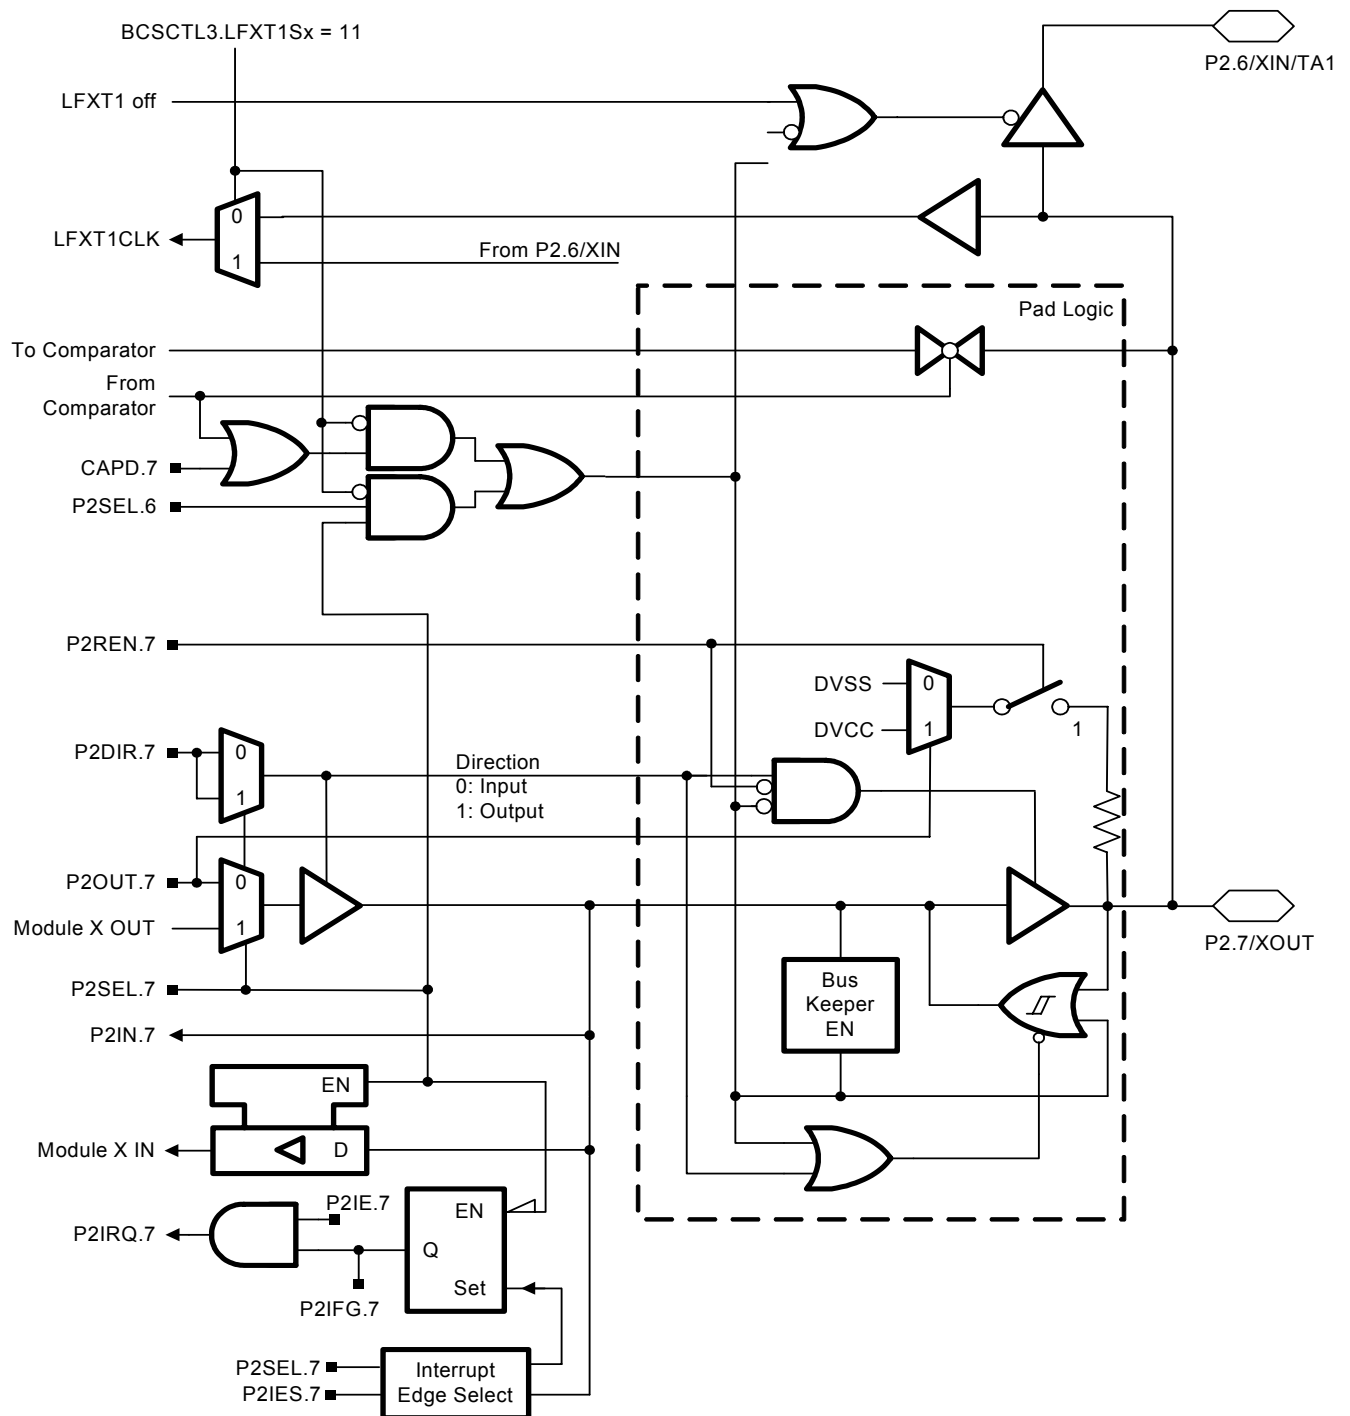 BCSCTL3.LFXT1Sx = 11
P2.6/XIN/TA1
LFXT1 off
0
LFXT1CLK
1
From P2.6/XIN
Pad Logic
To Comparator
From
Comparator
CAPD.7
P2SEL.6
P2REN.7
DVSS
0
DVCC
1
1
P2DIR.7
0
1
Direction
0: Input
1: Output
P2OUT.7
0
Module X OUT
1
P2.7/XOUT
P2SEL.7
Bus
Keeper
EN
P2IN.7
EN
Module X IN
D
P2IE.7
EN
P2IRQ.7
Q
Set
P2IFG.7
P2SEL.7
P2IES.7
Interrupt
Edge Select